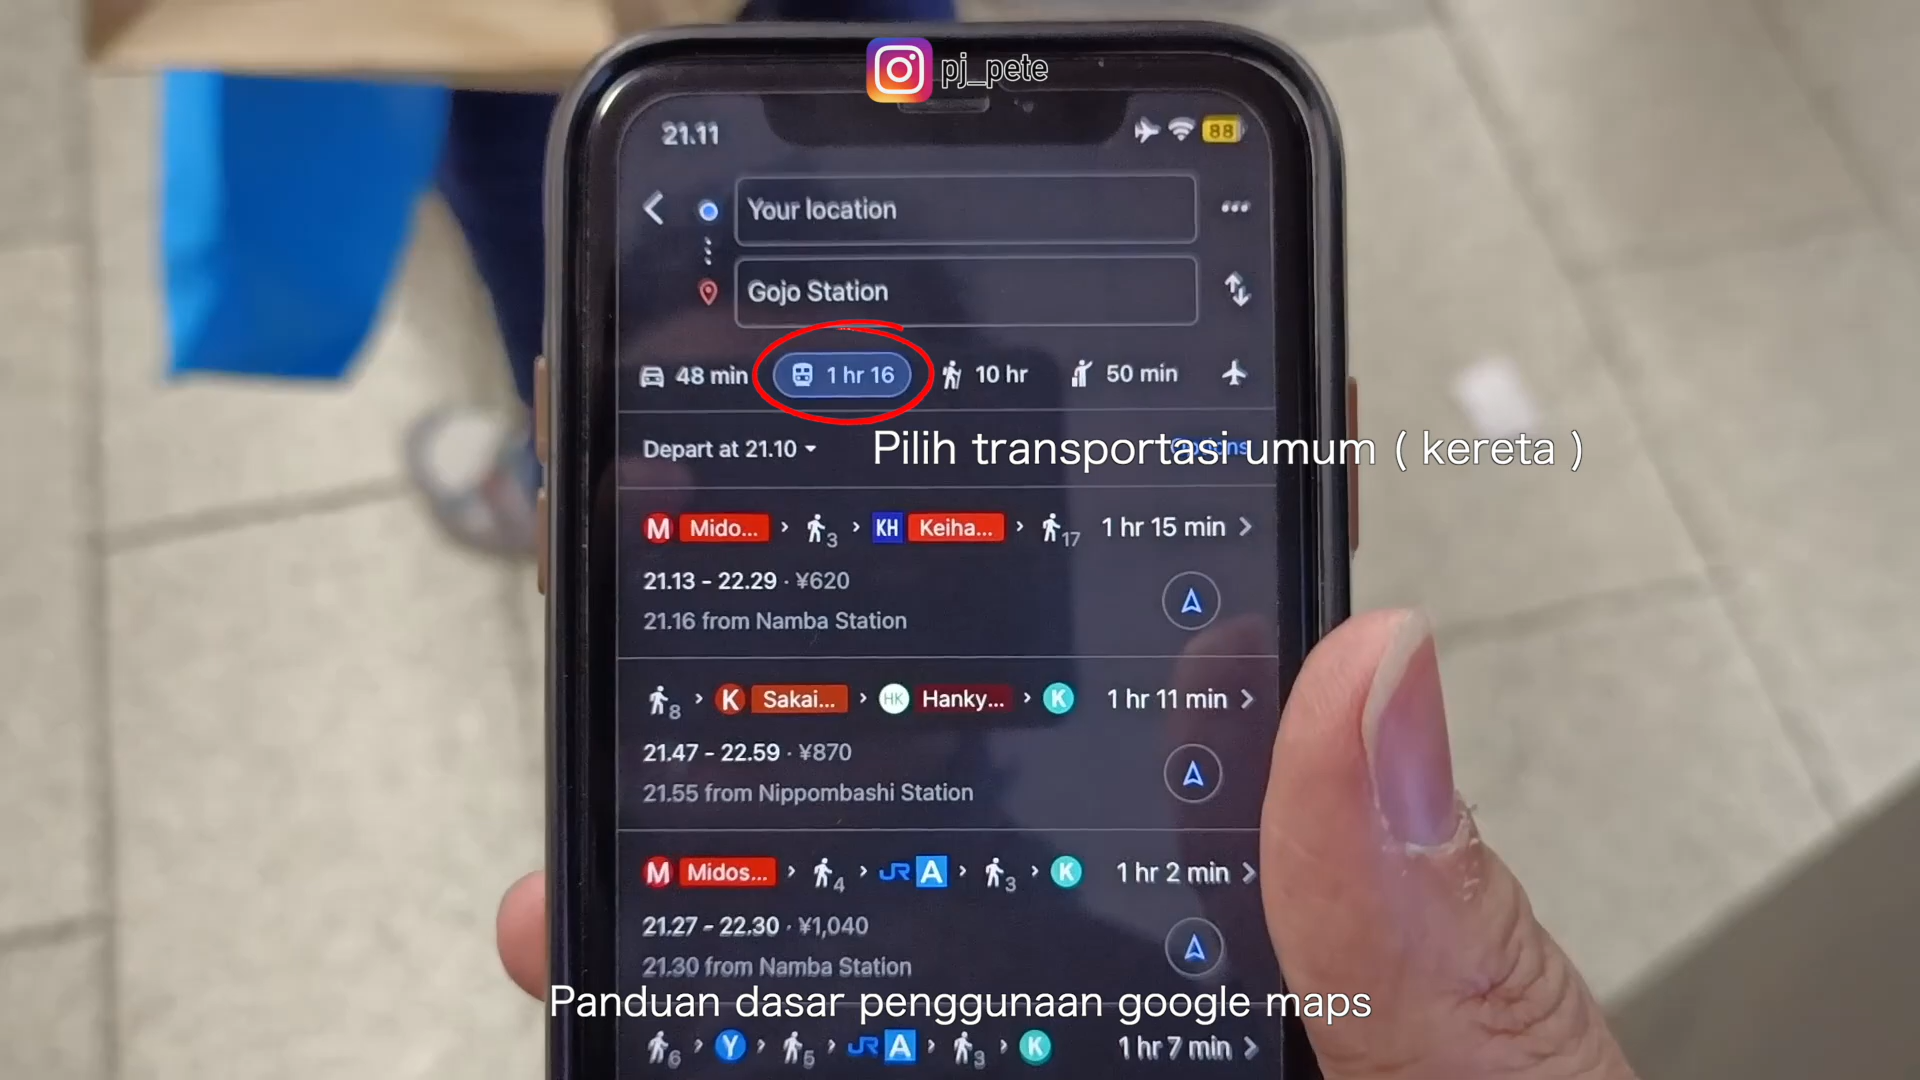 pj_pete
21.11
88
Your location
Gojo Station
48 min
1 hr 16
10 hr
50 min
Depart at 21.10
Options
Pilih transportasi umum ( kereta )
M Mido... 3 KH Keiha... 17 1 hr 15 min
21.13 - 22.29 · ¥620
21.16 from Namba Station
8 K Sakai... HK Hanky... K 1 hr 11 min
21.47 - 22.59 · ¥870
21.55 from Nippombashi Station
M Midos... 4 JR A 3 K 1 hr 2 min
21.27 - 22.30 · ¥1,040
21.30 from Namba Station
Panduan dasar penggunaan google maps
6 Y 5 JR A 3 K 1 hr 7 min